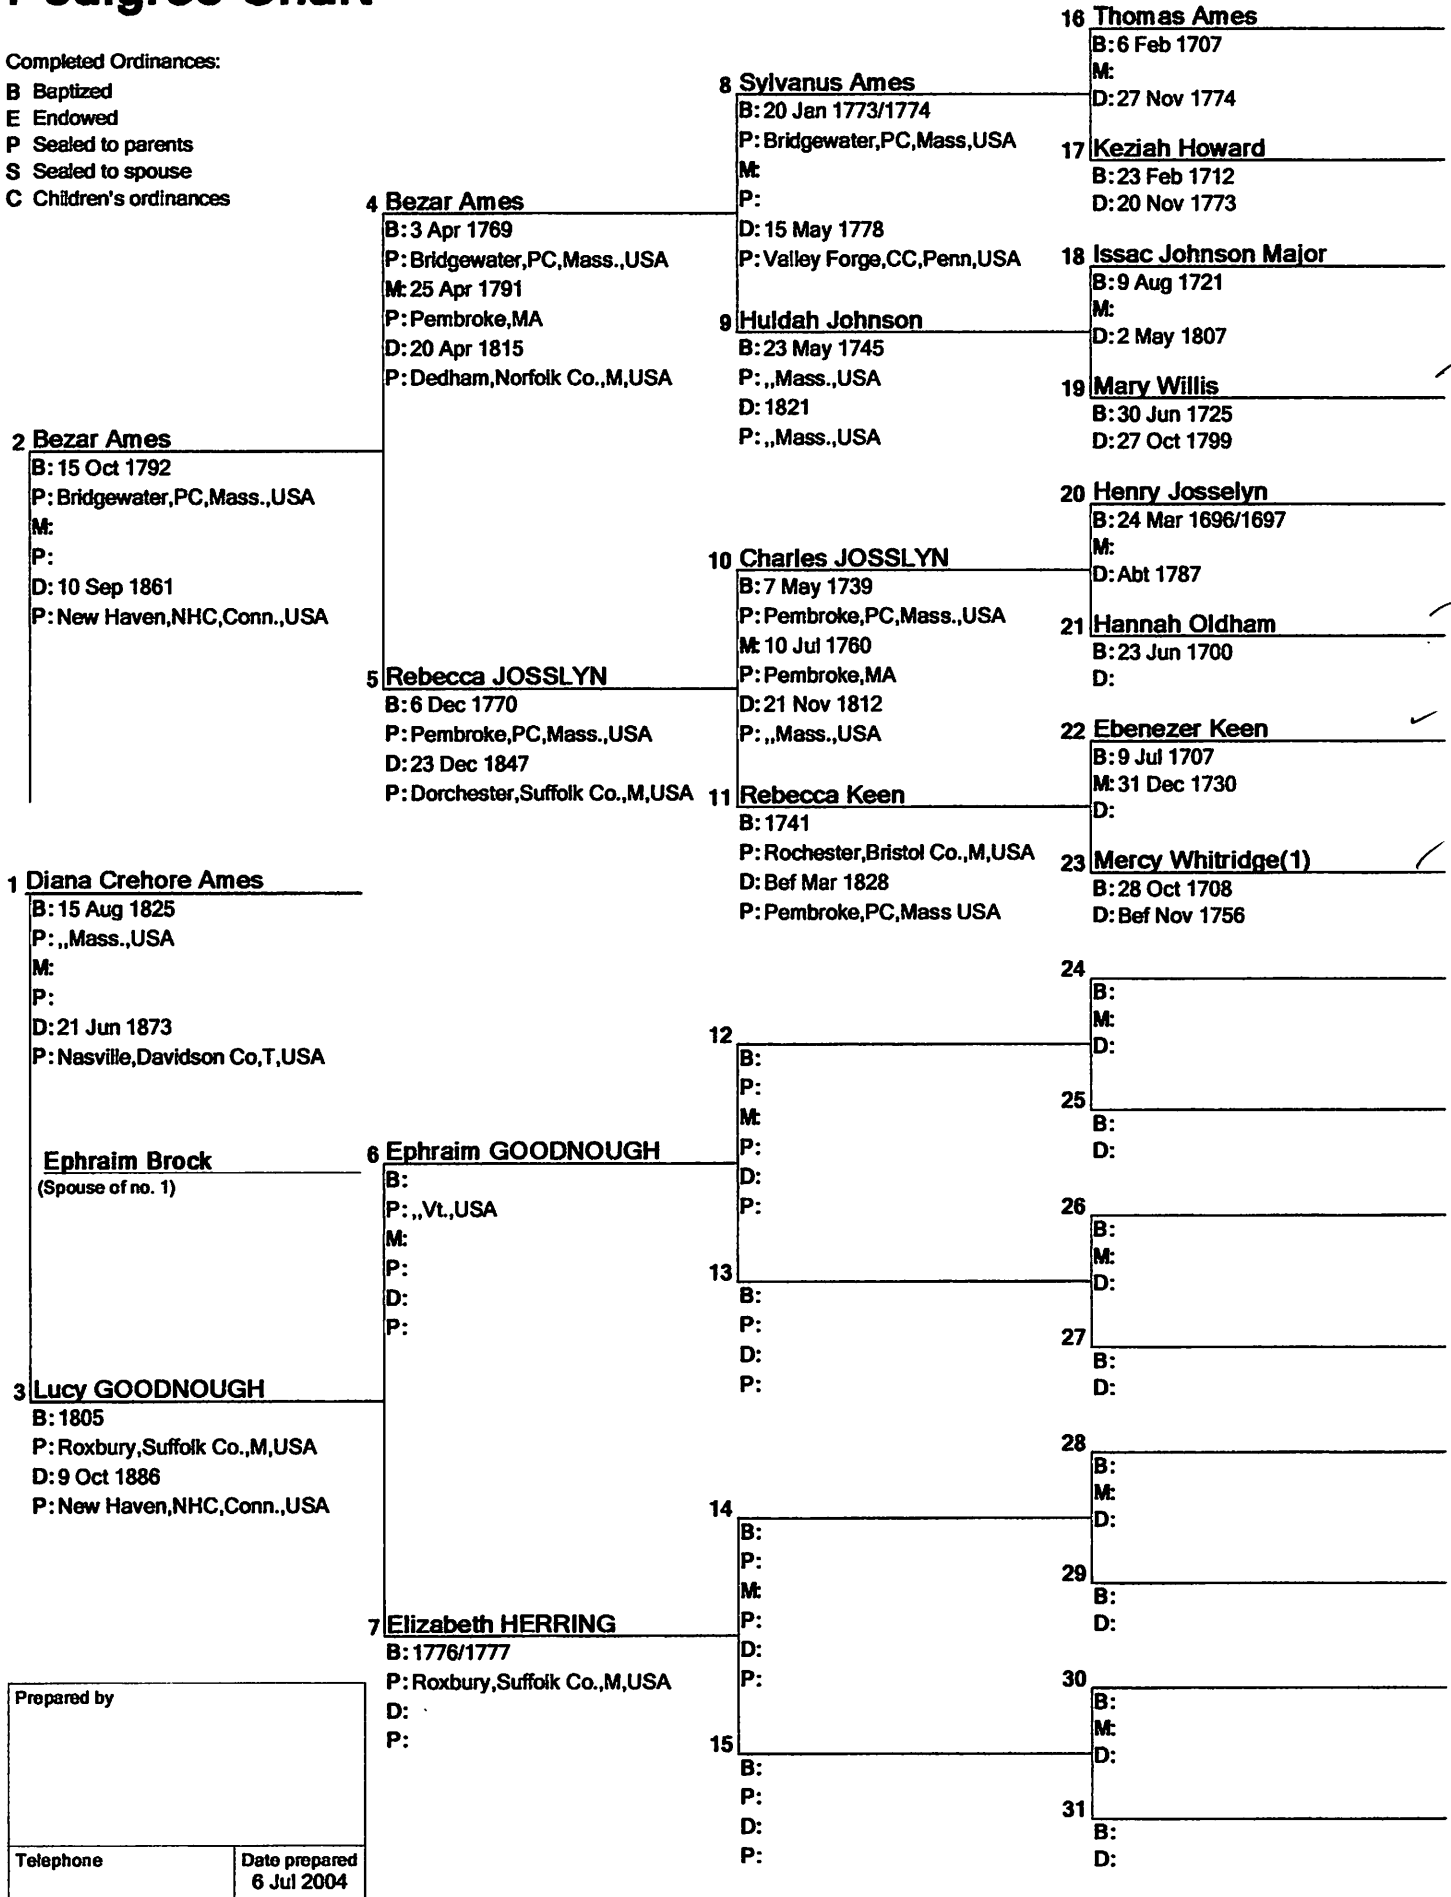 Pedigree Chart
Completed Ordinances:
B Baptized
E Endowed
P Sealed to parents
S Sealed to spouse
C Children's ordinances
1 Diana Crehore Ames
B: 15 Aug 1825
P: ,,Mass.,USA
M:
P:
D: 21 Jun 1873
P: Nasville,Davidson Co,T,USA
Ephraim Brock
(Spouse of no. 1)
2 Bezar Ames
B: 15 Oct 1792
P: Bridgewater,PC,Mass.,USA
M:
P:
D: 10 Sep 1861
P: New Haven,NHC,Conn.,USA
3 Lucy GOODNOUGH
B: 1805
P: Roxbury,Suffolk Co.,M,USA
D: 9 Oct 1886
P: New Haven,NHC,Conn.,USA
4 Bezar Ames
B: 3 Apr 1769
P: Bridgewater,PC,Mass.,USA
M: 25 Apr 1791
P: Pembroke,MA
D: 20 Apr 1815
P: Dedham,Norfolk Co.,M,USA
5 Rebecca JOSSLYN
B: 6 Dec 1770
P: Pembroke,PC,Mass.,USA
D: 23 Dec 1847
P: Dorchester,Suffolk Co.,M,USA
6 Ephraim GOODNOUGH
B:
P: ,,Vt.,USA
M:
P:
D:
P:
7 Elizabeth HERRING
B: 1776/1777
P: Roxbury,Suffolk Co.,M,USA
D:
P:
8 Sylvanus Ames
B: 20 Jan 1773/1774
P: Bridgewater,PC,Mass,USA
M:
P:
D: 15 May 1778
P: Valley Forge,CC,Penn,USA
9 Huldah Johnson
B: 23 May 1745
P: ,,Mass.,USA
D: 1821
P: ,,Mass.,USA
10 Charles JOSSLYN
B: 7 May 1739
P: Pembroke,PC,Mass.,USA
M: 10 Jul 1760
P: Pembroke,MA
D: 21 Nov 1812
P: ,,Mass.,USA
11 Rebecca Keen
B: 1741
P: Rochester,Bristol Co.,M,USA
D: Bef Mar 1828
P: Pembroke,PC,Mass USA
12
B:
P:
M:
P:
D:
P:
13
B:
P:
D:
P:
14
B:
P:
M:
P:
D:
P:
15
B:
P:
D:
P:
16 Thomas Ames
B: 6 Feb 1707
M:
D: 27 Nov 1774
17 Keziah Howard
B: 23 Feb 1712
D: 20 Nov 1773
18 Issac Johnson Major
B: 9 Aug 1721
M:
D: 2 May 1807
19 Mary Willis
B: 30 Jun 1725
D: 27 Oct 1799
20 Henry Josselyn
B: 24 Mar 1696/1697
M:
D: Abt 1787
21 Hannah Oldham
B: 23 Jun 1700
D:
22 Ebenezer Keen
B: 9 Jul 1707
M: 31 Dec 1730
D:
23 Mercy Whitridge(1)
B: 28 Oct 1708
D: Bef Nov 1756
24
B:
M:
D:
25
B:
D:
26
B:
M:
D:
27
B:
D:
28
B:
M:
D:
29
B:
D:
30
B:
M:
D:
31
B:
D:
Prepared by
Telephone
Date prepared
6 Jul 2004